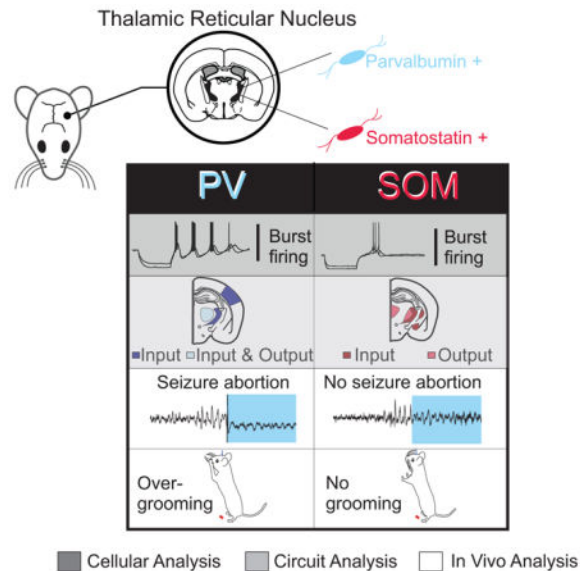 Thalamic Reticular Nucleus
Parvalbumin +
Somatostatin +
PV
SOM
Burst
firing
Burst
firing
Input Input & Output
Input Output
Seizure abortion
No seizure abortion
Over-
grooming
No
grooming
Cellular Analysis Circuit Analysis In Vivo Analysis